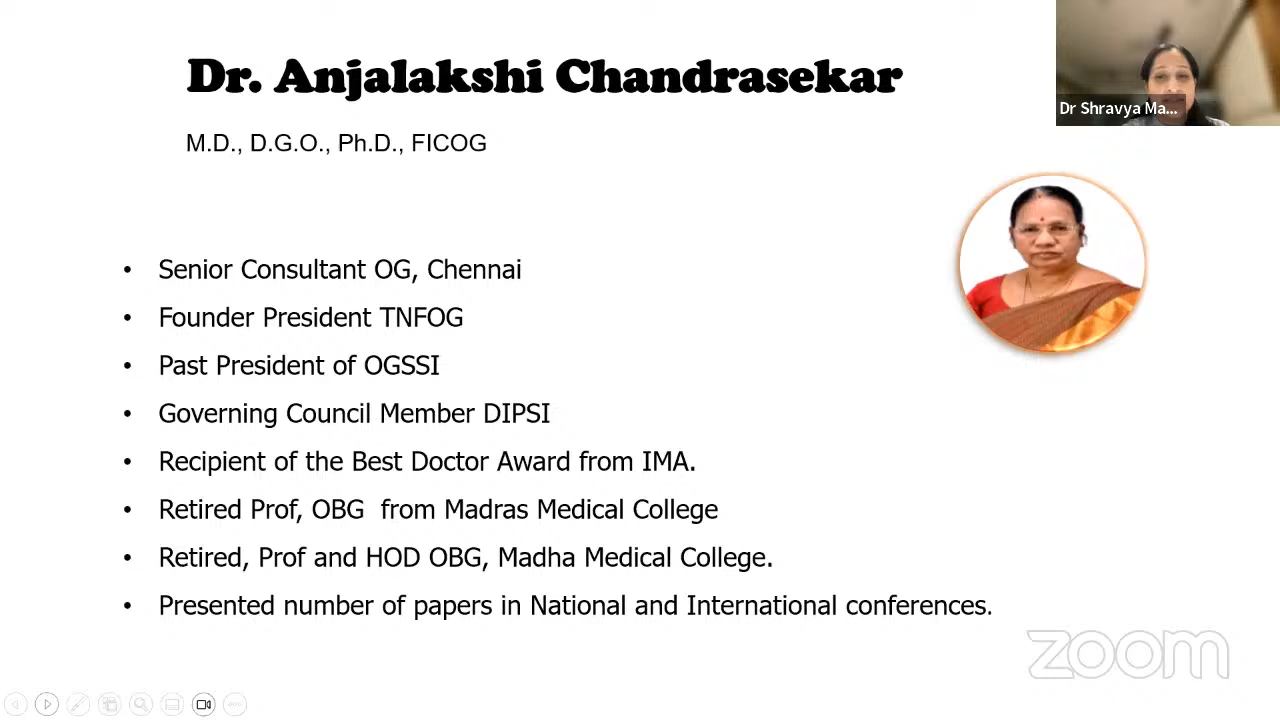 Dr. Anjalakshi Chandrasekar
Dr Shravya Ma...
M.D., D.G.O., Ph.D., FICOG
• Senior Consultant OG, Chennai
• Founder President TNFOG
• Past President of OGSSI
• Governing Council Member DIPSI
• Recipient of the Best Doctor Award from IMA.
• Retired Prof, OBG  from Madras Medical College
• Retired, Prof and HOD OBG, Madha Medical College.
• Presented number of papers in National and International conferences.
zoom